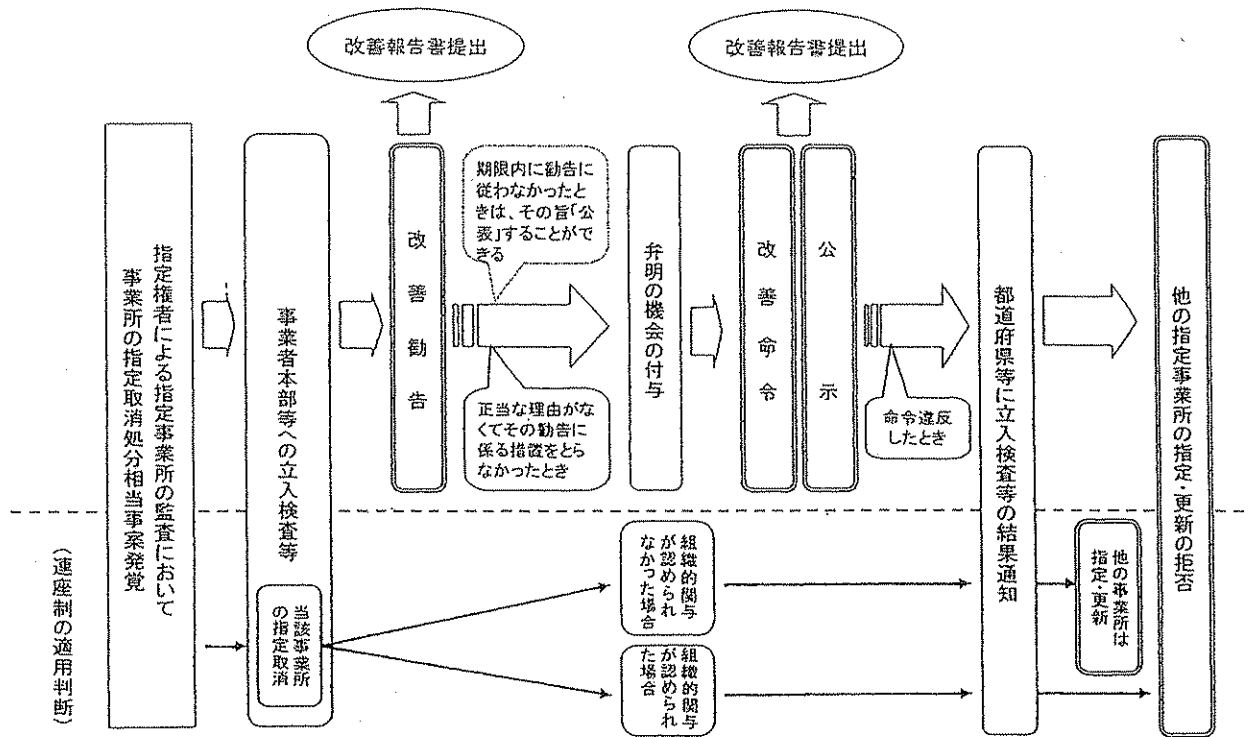 改善報告書提出
改善報告書提出
指定権者による指定事業所の監査において
事業所の指定取消処分相当事案発覚
事業者本部等への立入検査等
改善勧告
期限内に勧告に
従わなかったと
きは、その旨「公
表」することがで
きる
正当な理由がな
くてその勧告に
係る措置をとら
なかったとき
弁明の機会の付与
改善命令
公示
命令違反
したとき
都道府県等に立入検査等の結果通知
他の指定事業所の指定・更新の拒否
(連座制の適用判断)
当該事業所
の指定取消
組織的関与
が認められ
なかった場合
組織的関与
が認められ
た場合
他の事業所は
指定・更新